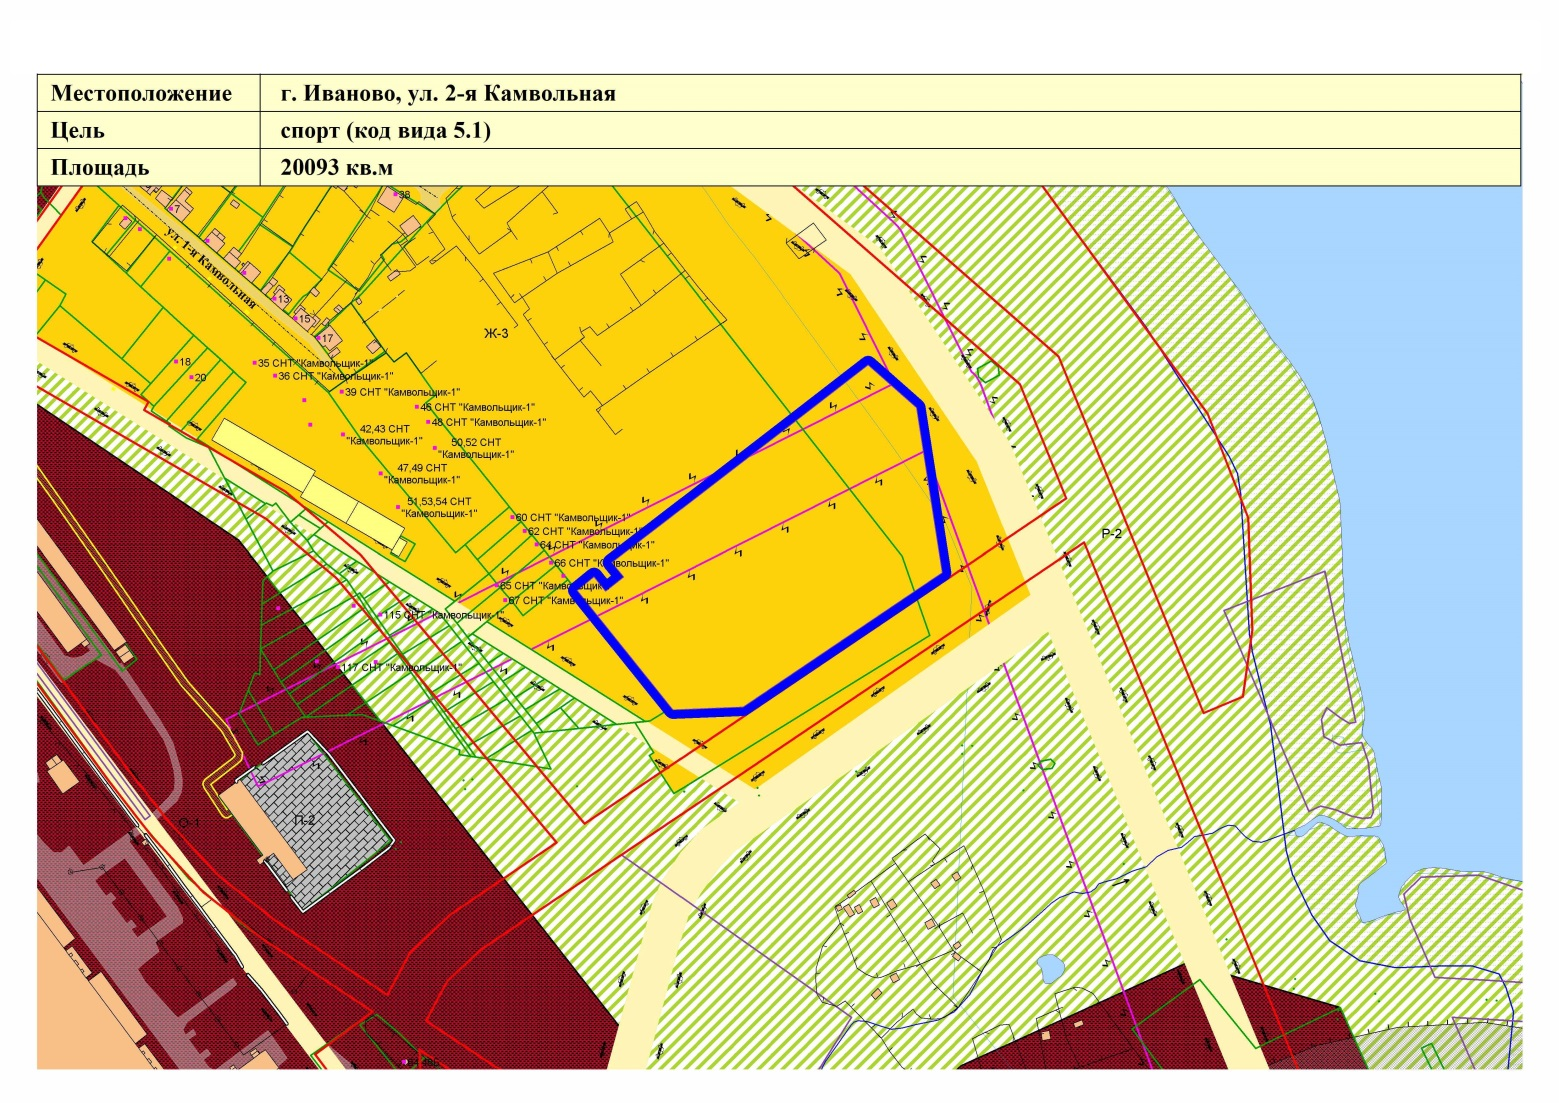 Местоположение г. Иваново, ул. 2-я Камвольная
Цель спорт (код вида 5.1)
Площадь 20093 кв.м
38
7
ул. 1-я Камвольная
13
15
17
Ж-3
18
20
35 СНТ "Камвольщик-1"
36 СНТ "Камвольщик-1"
39 СНТ "Камвольщик-1"
46 СНТ "Камвольщик-1"
48 СНТ "Камвольщик-1"
42,43 СНТ
"Камвольщик-1"
50,52 СНТ
"Камвольщик-1"
47,49 СНТ
"Камвольщик-1"
51,53,54 СНТ
"Камвольщик-1"
60 СНТ "Камвольщик-1"
62 СНТ "Камвольщик-1"
64 СНТ "Камвольщик-1"
66 СНТ "Камвольщик-1"
65 СНТ "Камвольщик-1"
67 СНТ "Камвольщик-1"
115 СНТ "Камвольщик-1"
117 СНТ "Камвольщик-1"
Р-2
О-1
П-2